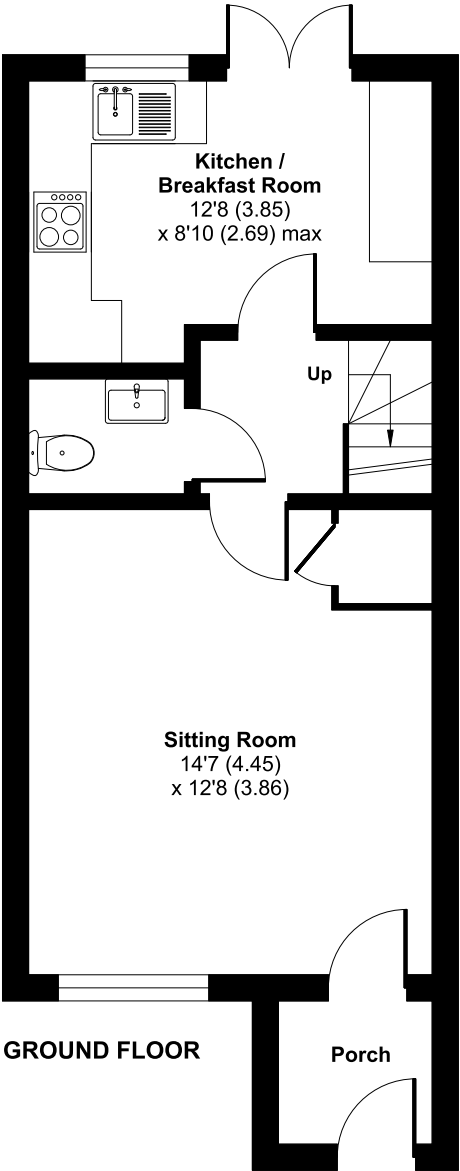 Kitchen /
Breakfast Room
12'8 (3.85)
x 8'10 (2.69) max
Up
Sitting Room
14'7 (4.45)
x 12'8 (3.86)
GROUND FLOOR
Porch